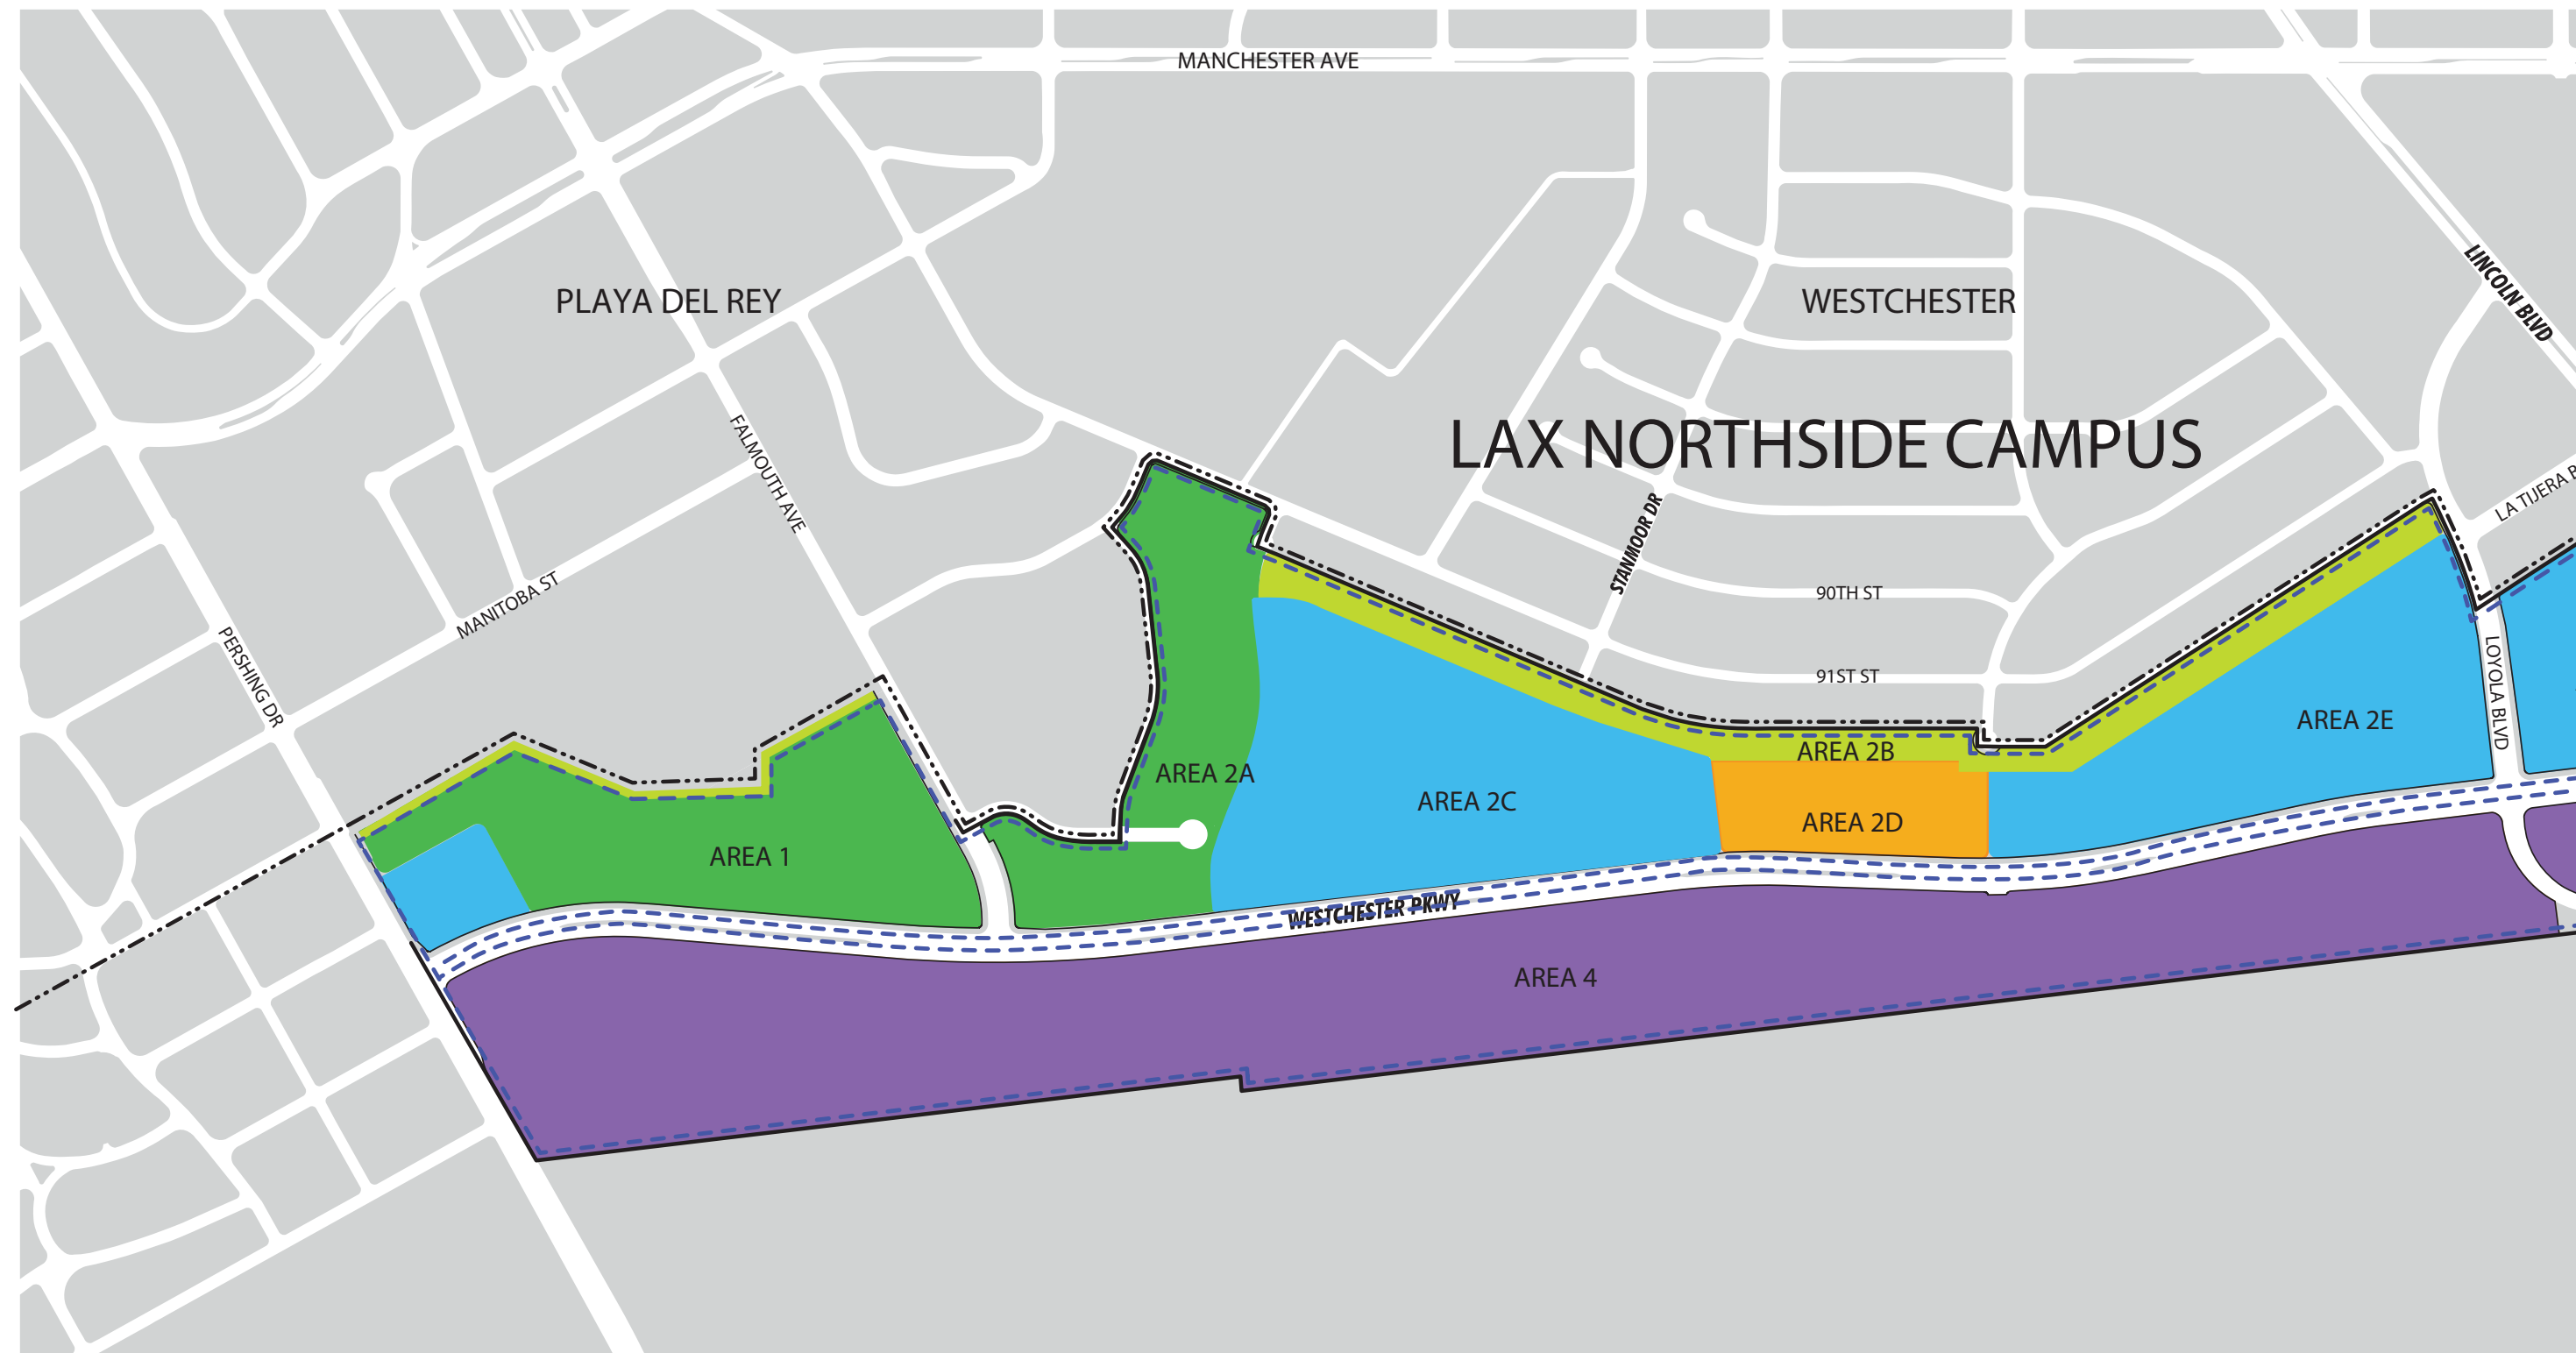 MANCHESTER AVE
LINCOLN BLVD
PLAYA DEL REY
WESTCHESTER
LAX NORTHSIDE CAMPUS
FALMOUTH AVE
LA TIJERA B
STANMOOR DR
MANITOBA ST
90TH ST
PERSHING DR
91ST ST
LOYOLA BLVD
AREA 2E
AREA 2B
AREA 2A
AREA 2C
AREA 2D
AREA 1
WESTCHESTER PKWY
AREA 4